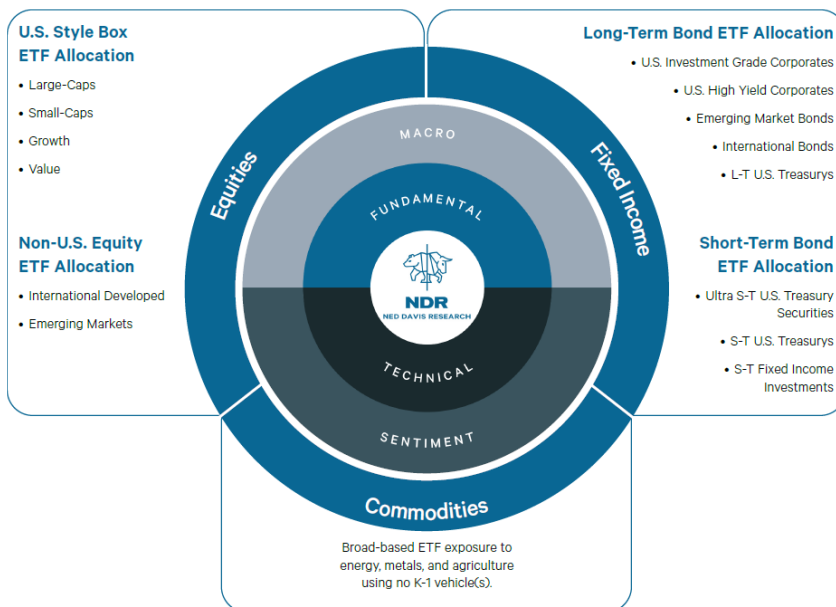 U.S. Style Box
ETF Allocation
• Large-Caps
• Small-Caps
• Growth
• Value
Non-U.S. Equity
ETF Allocation
• International Developed
• Emerging Markets
Long-Term Bond ETF Allocation
• U.S. Investment Grade Corporates
• U.S. High Yield Corporates
• Emerging Market Bonds
• International Bonds
• L-T U.S. Treasurys
Short-Term Bond
ETF Allocation
• Ultra S-T U.S. Treasury
Securities
• S-T U.S. Treasurys
• S-T Fixed Income
Investments
Equities
Fixed Income
MACRO
FUNDAMENTAL
NDR
NED DAVIS RESEARCH
TECHNICAL
SENTIMENT
Commodities
Broad-based ETF exposure to
energy, metals, and agriculture
using no K-1 vehicle(s).